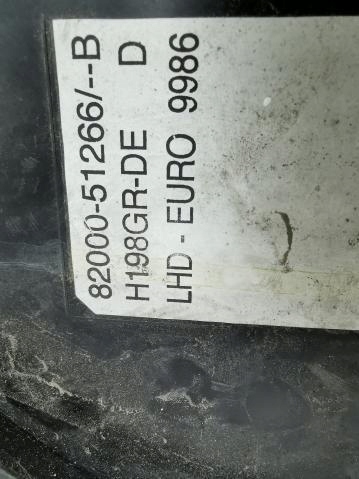 82000-51266/--B
H198GR-DE D
LHD - EURO 9986